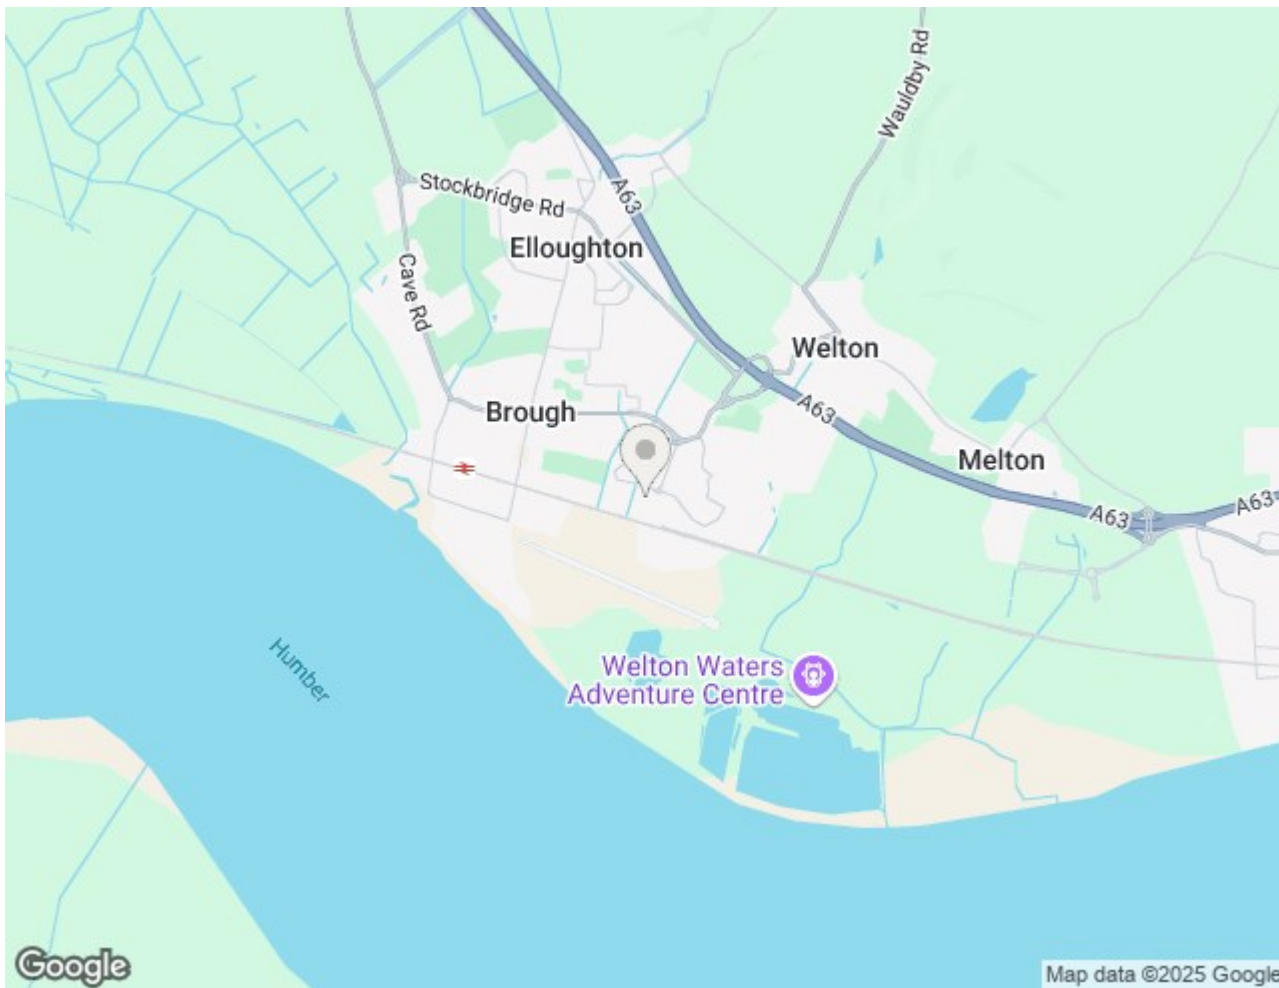 Wauldby Rd
Stockbridge Rd
A63
Elloughton
Cave Rd
Welton
A63
Brough
Melton
A63
A63
Humber
Welton Waters
Adventure Centre
Google
Map data ©2025 Google